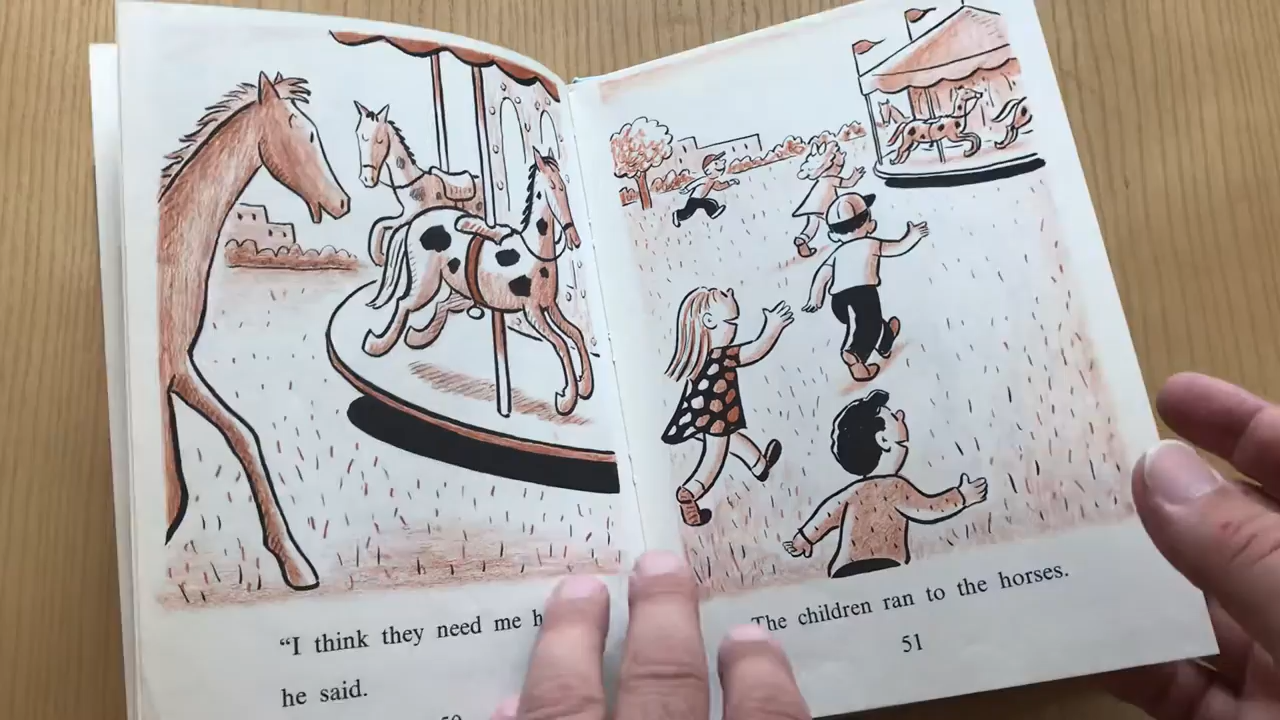 “I think they need me
he said.
The children ran to the horses.
51